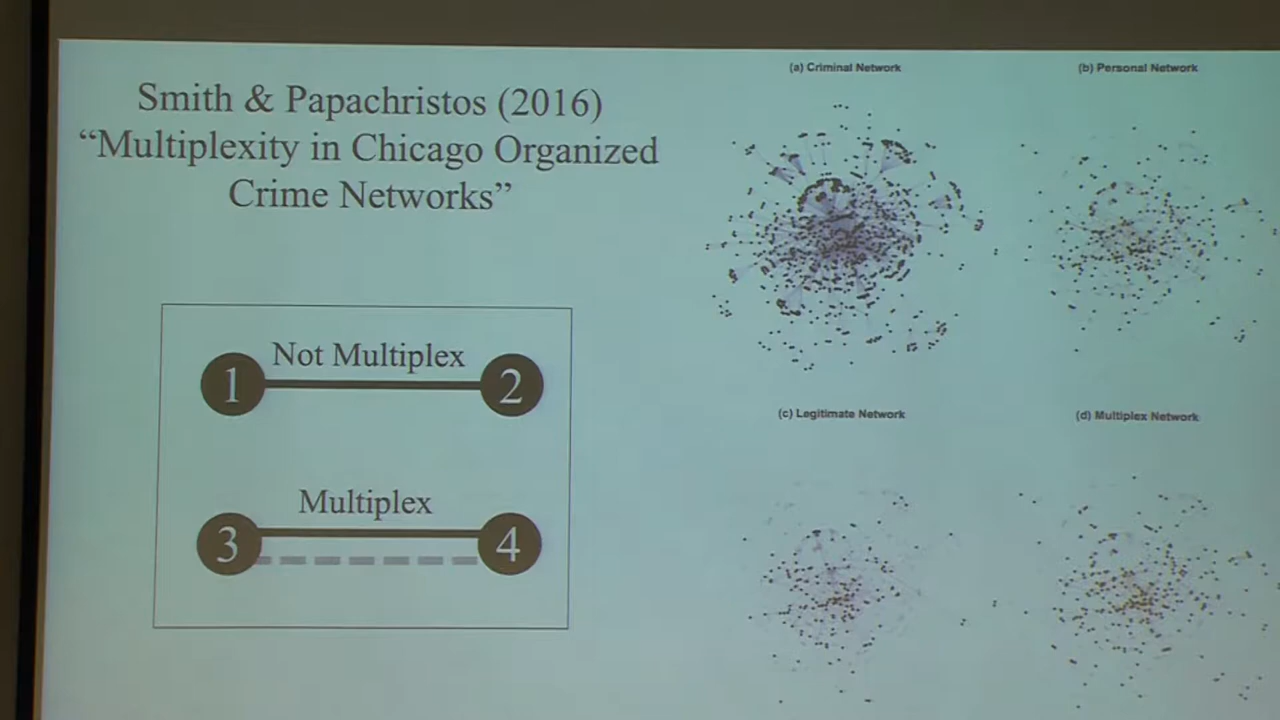 Smith & Papachristos (2016)
“Multiplexity in Chicago Organized
Crime Networks”
Not Multiplex
1
2
Multiplex
3
4
(a) Criminal Network
(b) Personal Network
(c) Legitimate Network
(d) Multiplex Network